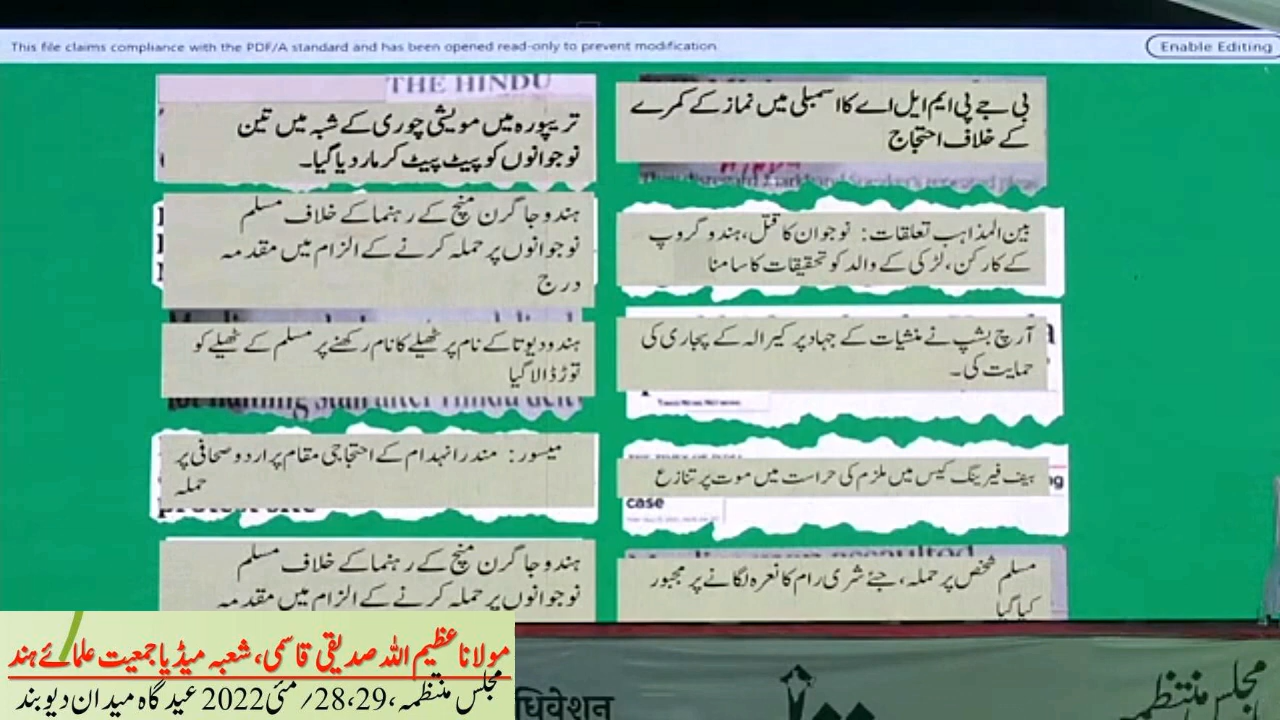 This file claims compliance with the PDF/A standard and has been opened read-only to prevent modification.
Enable Editing
بی جے پی ایم ایل اے کا اسمبلی میں نماز کے کمرے
کے خلاف احتجاج
بین المذاہب تعلقات: نوجوان کا قتل، ہندو گروپ
کے کارکن، لڑکی کے والد کو تحقیقات کا سامنا
آرچ بشپ نے منشیات کے جہاد پر کیرالہ کے پجاری کی
حمایت کی۔
بیف فیرینگ کیس میں ملزم کی حراست میں موت پر تنازع
case
مسلم شخص پر حملہ، جئے شری رام کا نعرہ لگانے پر مجبور
کیا گیا
THE HINDU
تریپورہ میں مویشی چوری کے شبہ میں تین
نوجوانوں کو پیٹ پیٹ کر مار دیا گیا۔
ہندو جاگرن منچ کے رہنما کے خلاف مسلم
نوجوانوں پر حملہ کرنے کے الزام میں مقدمہ
درج
ہندو دیوتا کے نام پر ٹھیلے کا نام رکھنے پر مسلم کے ٹھیلے کو
توڑ ڈالا گیا
میسور: مندر انہدام کے احتجاجی مقام پر اردو صحافی پر
حملہ
ہندو جاگرن منچ کے رہنما کے خلاف مسلم
نوجوانوں پر حملہ کرنے کے الزام میں مقدمہ
مولانا عظیم اللہ صدیقی قاسمی، شعبہ میڈیا جمعیت علمائے ہند
مجلس منتظمہ، 28،29/ مئی 2022 عید گاہ میدان دیوبند
مجلس منتظمہ
धिवेशन